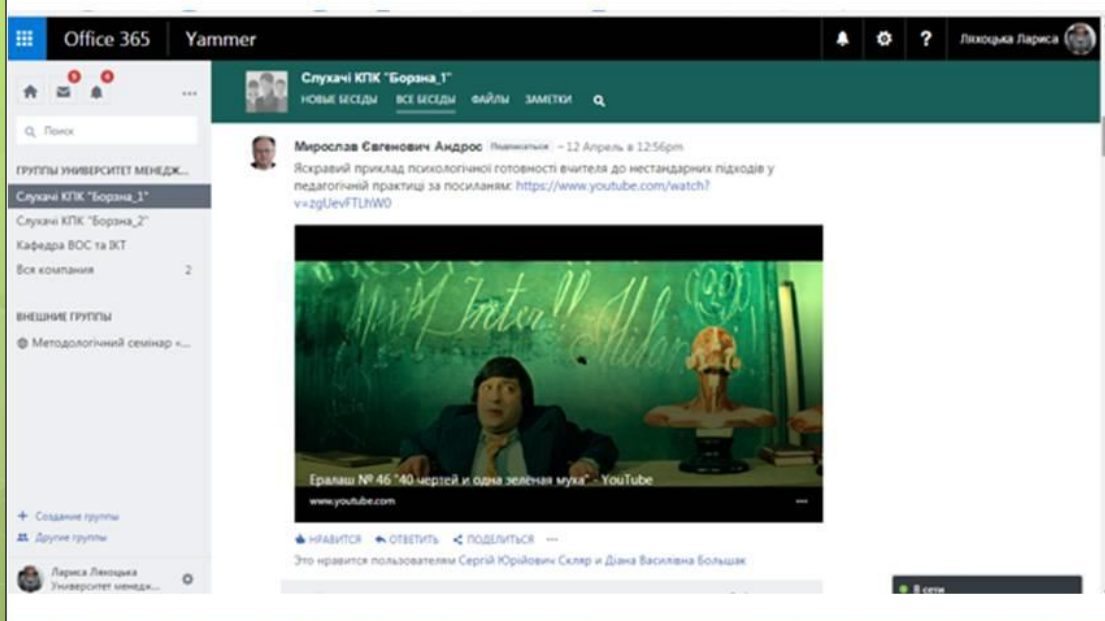 Office 365
Yammer
?
Ляхоцька Лариса
Слухачі КПК "Борзна_1"
НОВЫЕ БЕСЕДЫ ВСЕ БЕСЕДЫ ФАЙЛЫ ЗАМЕТКИ
Поиск
ГРУППЫ УНИВЕРСИТЕТ МЕНЕДЖ...
Слухачі КПК "Борзна_1"
Слухачі КПК "Борзна_2"
Кафедра ВОС та ІКТ
Вся компания 2
ВНЕШНИЕ ГРУППЫ
Методологічний семінар «...
+ Создание группы
Другие группы
Лариса Ляхоцька
Университет менедж...
Мирослав Євгенович Андрос Подписаться – 12 Апрель в 12:56pm
Яскравий приклад психологічної готовності вчителя до нестандарних підходів у
педагогічній практиці за посиланям: https://www.youtube.com/watch?
v=zgUevFTLhW0
Inter!! Milan
Ералаш № 46 "40 чертей и одна зелёная муха" - YouTube
www.youtube.com
НРАВИТСЯ ОТВЕТИТЬ ПОДЕЛИТЬСЯ
Это нравится пользователям Сергій Юрійович Скляр и Діана Василівна Большак
В сети